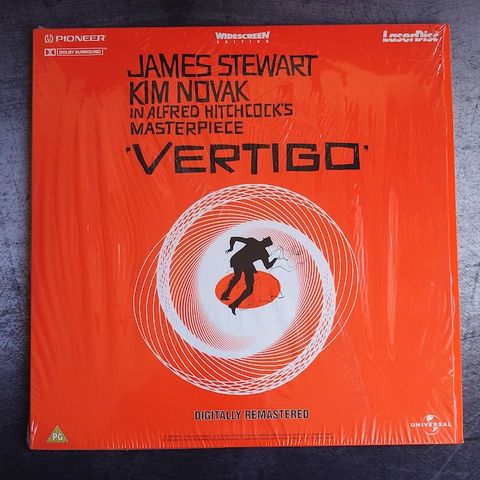 PIONEER
DOLBY SURROUND
WIDESCREEN
EDITION
LaserDisc
JAMES STEWART
KIM NOVAK
IN ALFRED HITCHCOCK'S
MASTERPIECE
'VERTIGO'
DIGITALLY REMASTERED
PG
UNIVERSAL